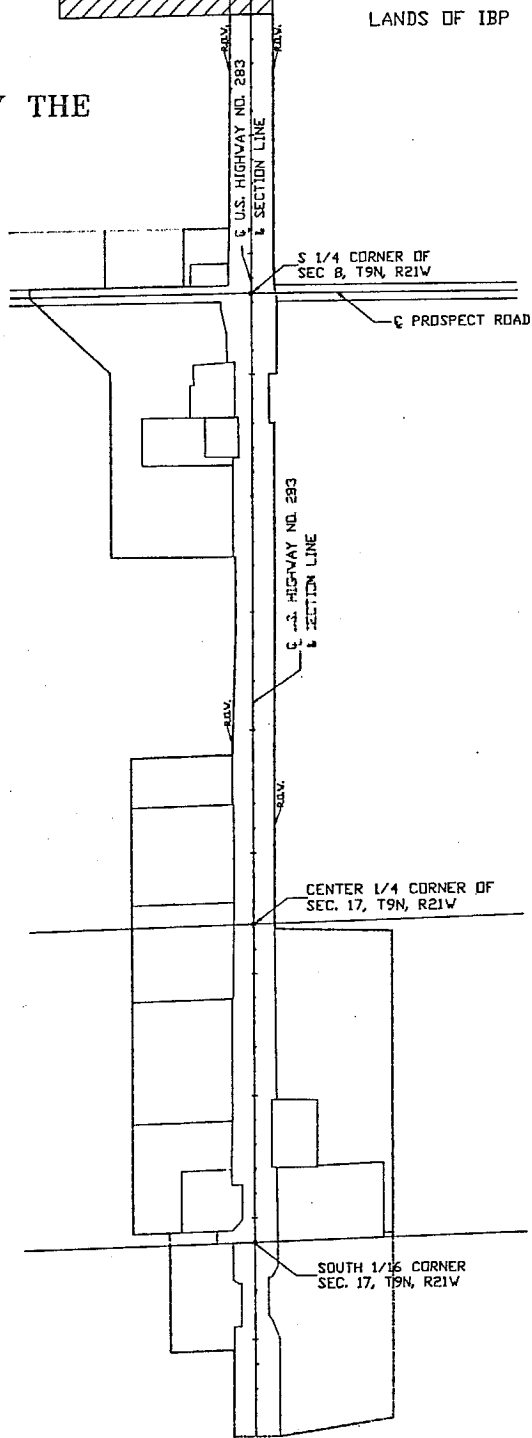 LANDS OF IBP
THE
R.O.W.
℄ U.S. HIGHWAY NO. 283
& SECTION LINE
S 1/4 CORNER OF
SEC 8, T9N, R21W
℄ PROSPECT ROAD
℄ U.S. HIGHWAY NO. 283
& SECTION LINE
R.O.W.
R.O.W.
CENTER 1/4 CORNER OF
SEC. 17, T9N, R21W
SOUTH 1/16 CORNER
SEC. 17, T9N, R21W